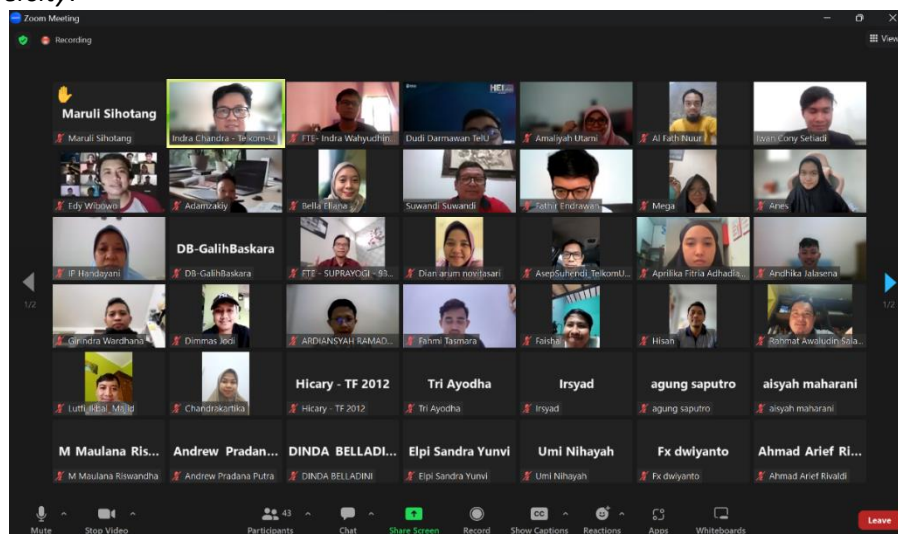 ersity.
Zoom Meeting
Recording
View
Maruli Sihotang
Maruli Sihotang
Indra Chandra - Telkom-U
FTE- Indra Wahyudhin
Dudi Darmawan TelU
Amaliyah Utami
Al Fath Nuur
Iwan Cony Setiadi
Edy Wibowo
Adamzakiy
Bella Eliana
Suwandi Suwandi
Fathir Endrawan
Mega
Anes
IP Handayani
DB-GalihBaskara
DB-GalihBaskara
FTE - SUPRAYOGI - 93...
Dian arum novitasari
AsepSuhendi_TelkomU...
Aprilika Fitria Adhadia...
Andhika Jalasena
1/2
1/2
Girindra Wardhana
Dimmas Jodi
ARDIANSYAH RAMAD...
Fahmi Tasmara
Faisha
Hisan
Rahmat Awaludin Sala...
Lutfi_Ikbal_Majid
Chandrakartika
Hicary - TF 2012
Hicary - TF 2012
Tri Ayodha
Tri Ayodha
Irsyad
Irsyad
agung saputro
agung saputro
aisyah maharani
aisyah maharani
M Maulana Ris...
M Maulana Riswandha
Andrew Pradan...
Andrew Pradana Putra
DINDA BELLADI...
DINDA BELLADINI
Elpi Sandra Yunvi
Elpi Sandra Yunvi
Umi Nihayah
Umi Nihayah
Fx dwiyanto
Fx dwiyanto
Ahmad Arief Ri...
Ahmad Arief Rivaldi
43
Mute
Stop Video
Participants
Chat
Share Screen
Record
CC
Show Captions
Reactions
Apps
Whiteboards
Leave